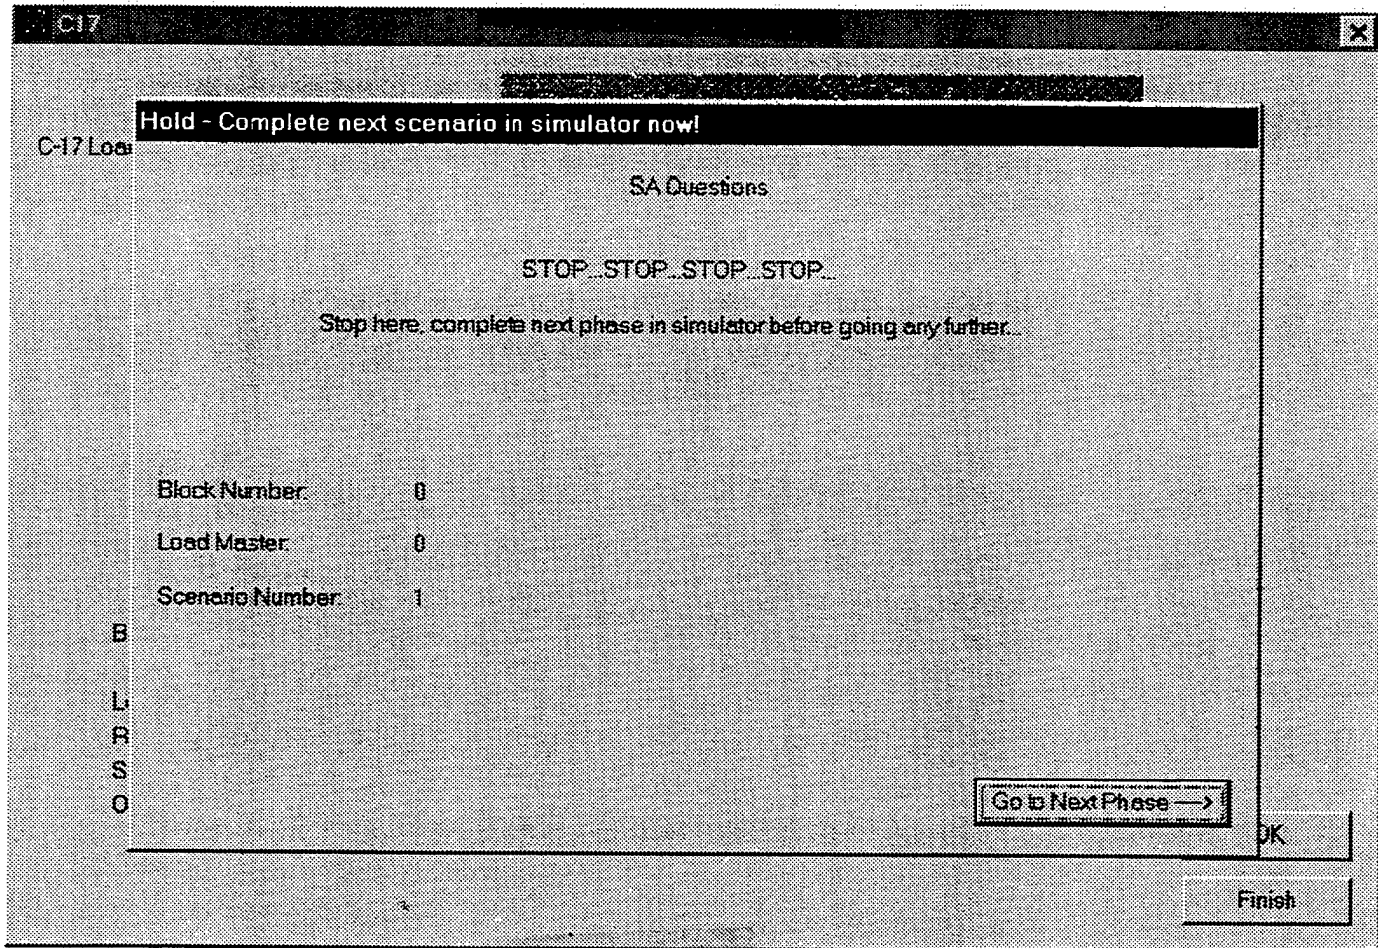 C17
Hold - Complete next scenario in simulator now!
C-17 Loa
SA Questions
STOP...STOP...STOP...STOP...
Stop here, complete next phase in simulator before going any further...
Block Number: 0
Load Master: 0
Scenario Number: 1
B
L
R
S
O
Go to Next Phase --->
OK
Finish